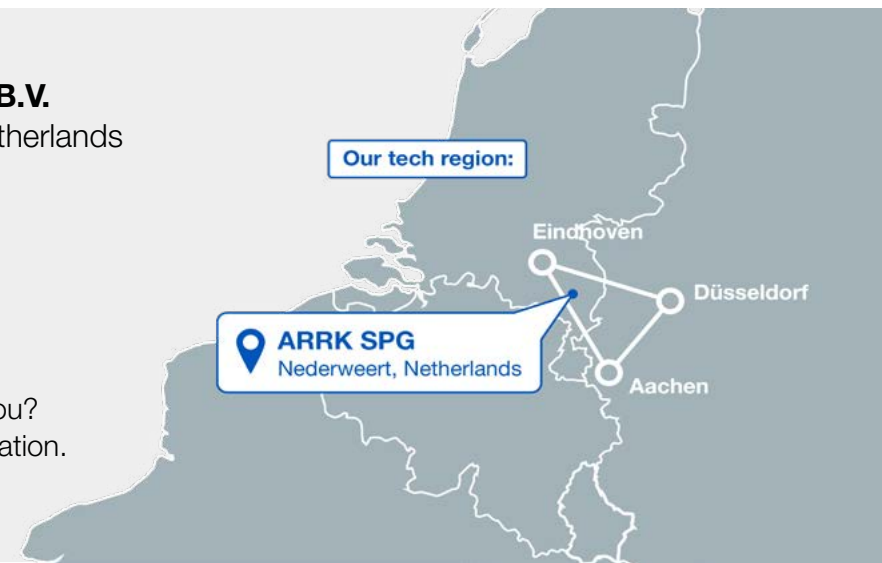 B.V.
therlands
ou?
ation.
Our tech region:
Eindhoven
Düsseldorf
ARRK SPG
Nederweert, Netherlands
Aachen